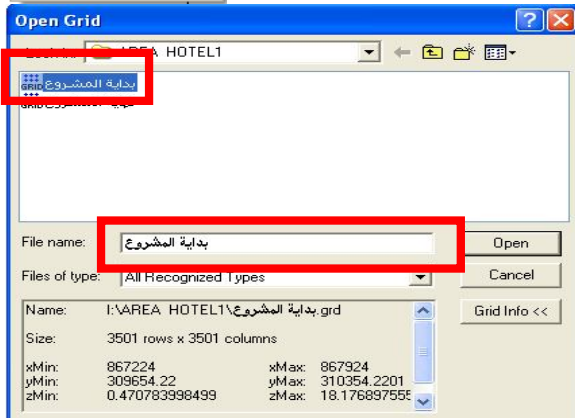 Open Grid
AREA HOTEL1
بداية المشروع
File name: بداية المشروع Open
Files of type: All Recognized Types Cancel
Grid Info <<
Name: I:\AREA HOTEL1\بداية المشروع.grd
Size: 3501 rows x 3501 columns
xMin: 867224 xMax: 867924
yMin: 309654.22 yMax: 310354.2201
zMin: 0.470783998499 zMax: 18.176897555